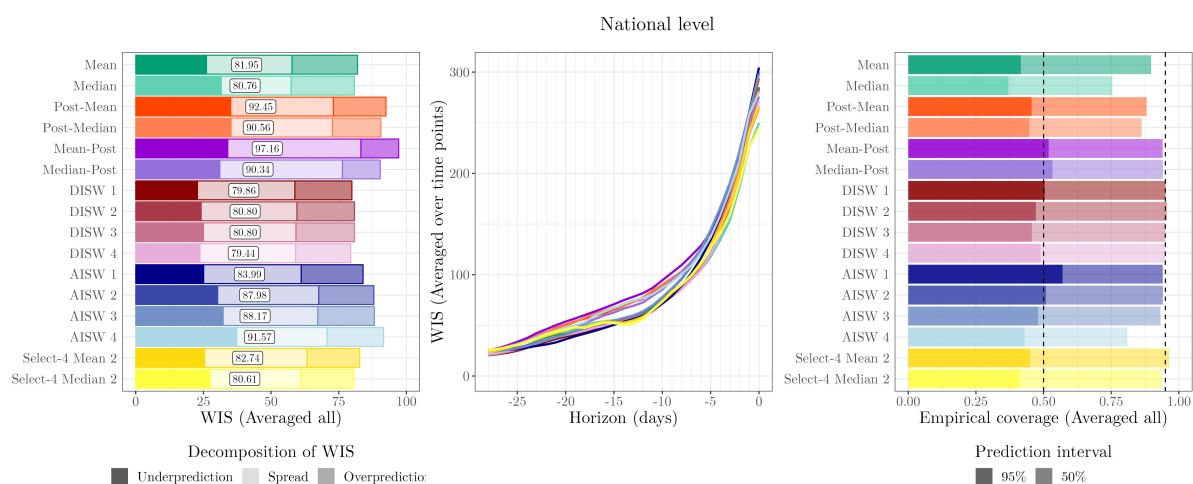 National level
Mean
Median
Post-Mean
Post-Median
Mean-Post
Median-Post
DISW 1
DISW 2
DISW 3
DISW 4
AISW 1
AISW 2
AISW 3
AISW 4
Select-4 Mean 2
Select-4 Median 2
81.95
80.76
92.45
90.56
97.16
90.34
79.86
80.80
80.80
79.44
83.99
87.98
88.17
91.57
82.74
80.61
0 25 50 75 100
WIS (Averaged all)
Decomposition of WIS
Underprediction Spread Overpredictio
WIS (Averaged over time points)
300
200
100
0
-25 -20 -15 -10 -5 0
Horizon (days)
Mean
Median
Post-Mean
Post-Median
Mean-Post
Median-Post
DISW 1
DISW 2
DISW 3
DISW 4
AISW 1
AISW 2
AISW 3
AISW 4
Select-4 Mean 2
Select-4 Median 2
0.00 0.25 0.50 0.75 1.00
Empirical coverage (Averaged all)
Prediction interval
95% 50%